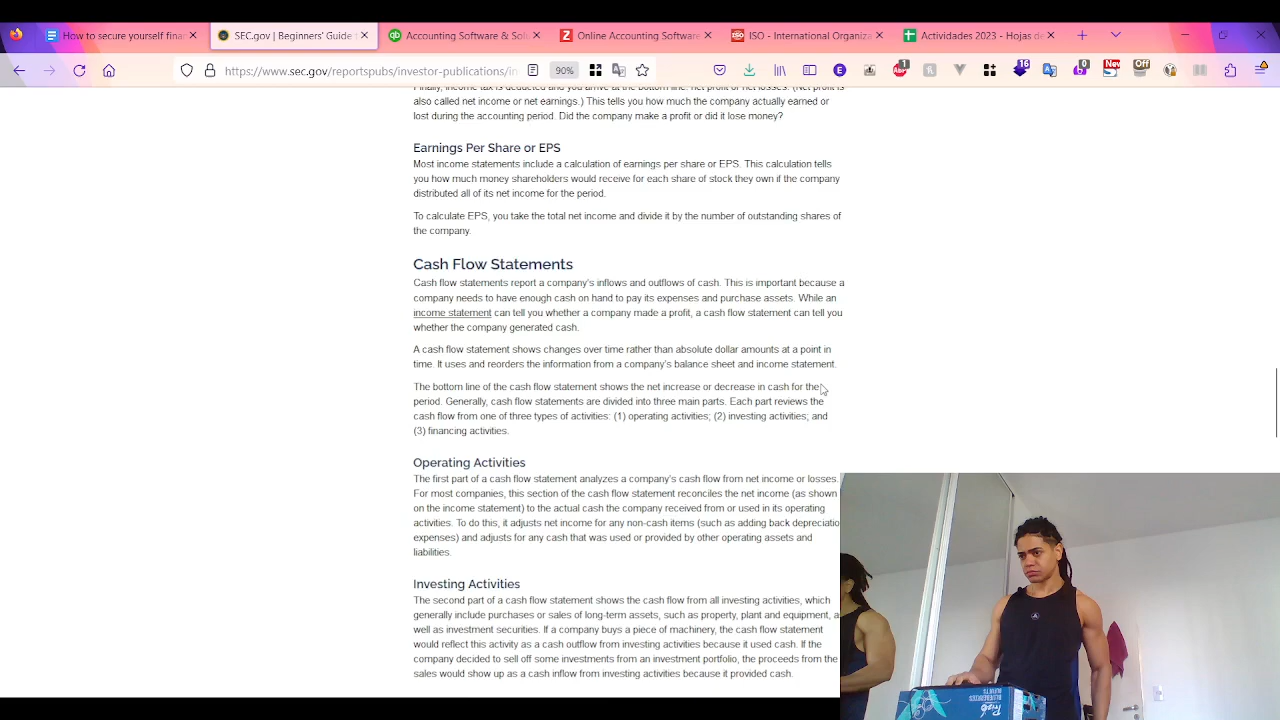 How to secure yourself finan
SEC.gov | Beginners' Guide t
Accounting Software & Solu
Online Accounting Software
ISO - International Organiza
Actividades 2023 - Hojas de
https://www.sec.gov/reportspubs/investor-publications/in
90%
1
16
0
New
Off
Finally, income tax is deducted and you arrive at the bottom line: net profit or net losses. (Net profit is
also called net income or net earnings.) This tells you how much the company actually earned or
lost during the accounting period. Did the company make a profit or did it lose money?
Earnings Per Share or EPS
Most income statements include a calculation of earnings per share or EPS. This calculation tells
you how much money shareholders would receive for each share of stock they own if the company
distributed all of its net income for the period.
To calculate EPS, you take the total net income and divide it by the number of outstanding shares of
the company.
Cash Flow Statements
Cash flow statements report a company's inflows and outflows of cash. This is important because a
company needs to have enough cash on hand to pay its expenses and purchase assets. While an
income statement can tell you whether a company made a profit, a cash flow statement can tell you
whether the company generated cash.
A cash flow statement shows changes over time rather than absolute dollar amounts at a point in
time. It uses and reorders the information from a company's balance sheet and income statement.
The bottom line of the cash flow statement shows the net increase or decrease in cash for the
period. Generally, cash flow statements are divided into three main parts. Each part reviews the
cash flow from one of three types of activities: (1) operating activities; (2) investing activities; and
(3) financing activities.
Operating Activities
The first part of a cash flow statement analyzes a company's cash flow from net income or losses.
For most companies, this section of the cash flow statement reconciles the net income (as shown
on the income statement) to the actual cash the company received from or used in its operating
activities. To do this, it adjusts net income for any non-cash items (such as adding back depreciatio
expenses) and adjusts for any cash that was used or provided by other operating assets and
liabilities.
Investing Activities
The second part of a cash flow statement shows the cash flow from all investing activities, which
generally include purchases or sales of long-term assets, such as property, plant and equipment, a
well as investment securities. If a company buys a piece of machinery, the cash flow statement
would reflect this activity as a cash outflow from investing activities because it used cash. If the
company decided to sell off some investments from an investment portfolio, the proceeds from the
sales would show up as a cash inflow from investing activities because it provided cash.